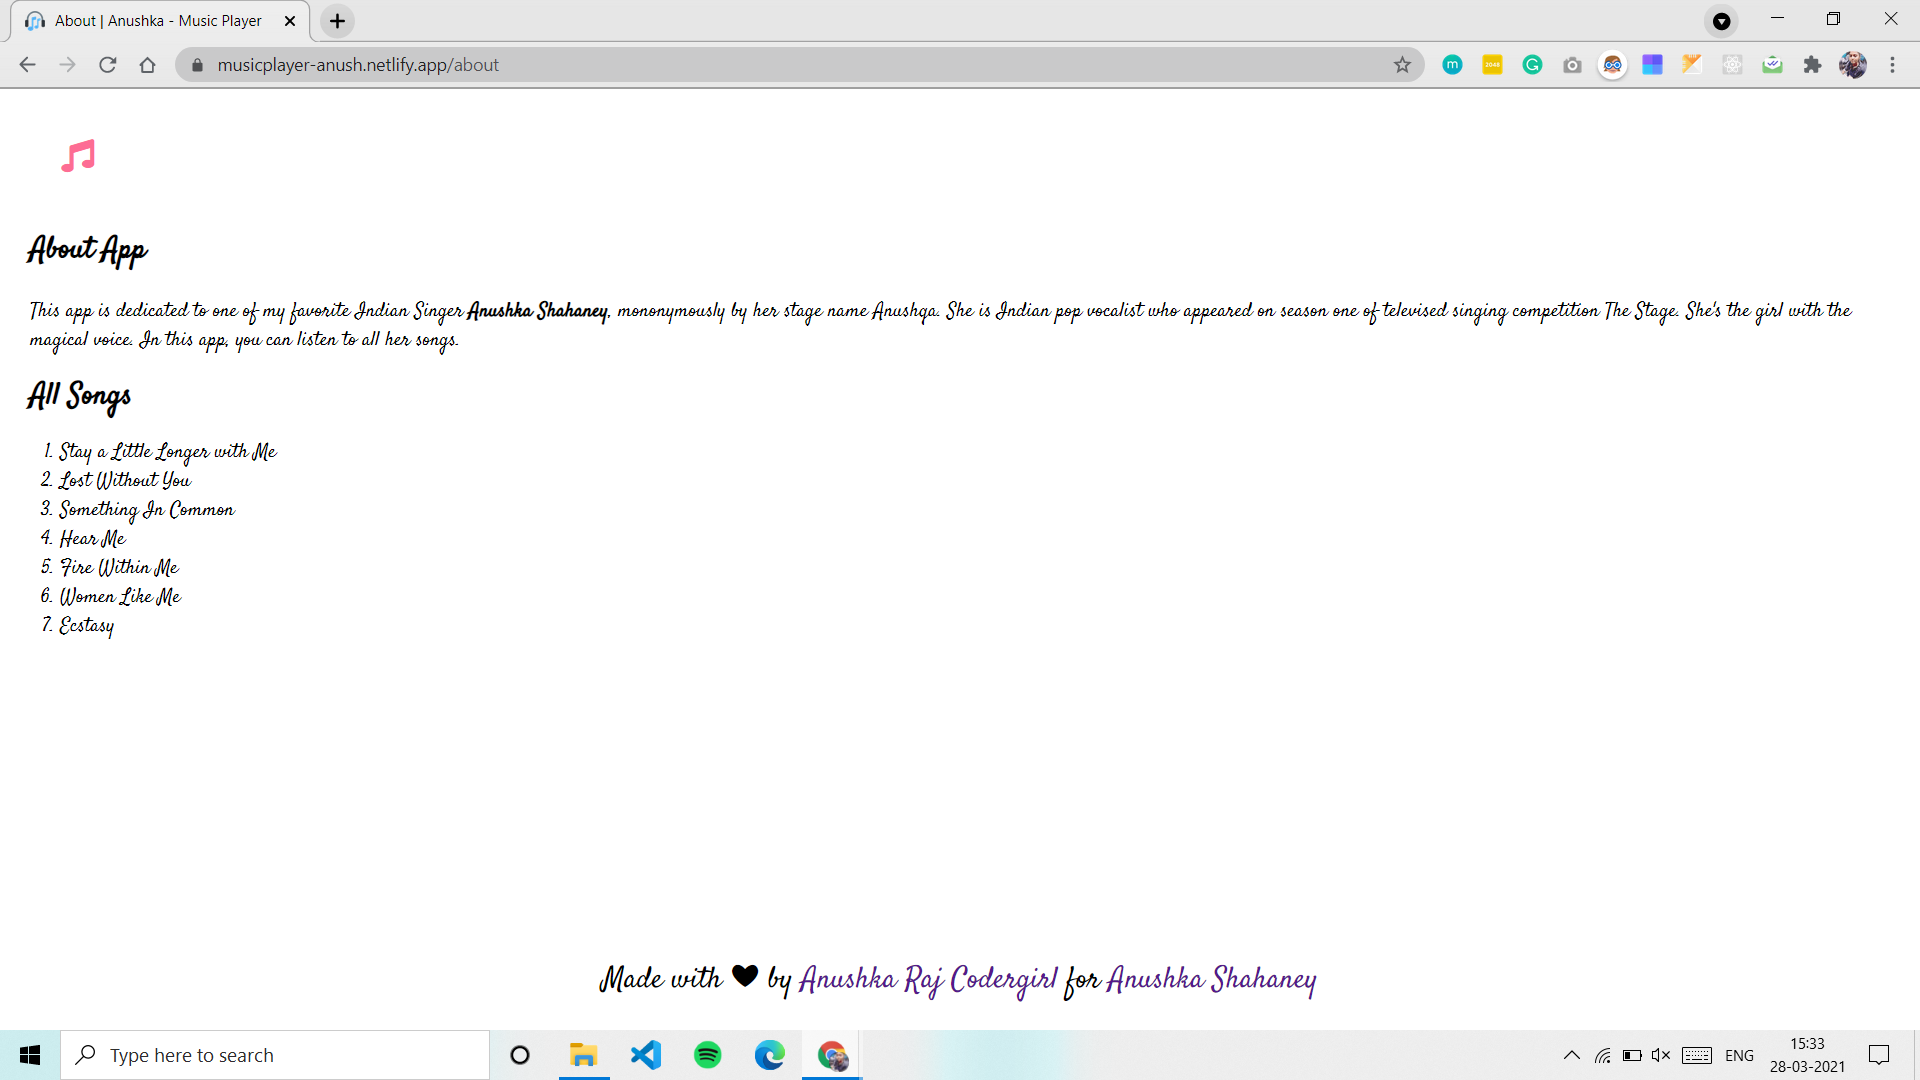 About | Anushka - Music Player
musicplayer-anush.netlify.app/about
About App
This app is dedicated to one of my favorite Indian Singer Anushka Shahaney, mononymously by her stage name Anushqa. She is Indian pop vocalist who appeared on season one of televised singing competition The Stage. She's the girl with the
magical voice. In this app, you can listen to all her songs.
All Songs
1. Stay a Little Longer with Me
2. Lost Without You
3. Something In Common
4. Hear Me
5. Fire Within Me
6. Women Like Me
7. Ecstasy
Made with ♥ by Anushka Raj Codergirl for Anushka Shahaney
Type here to search
ENG
15:33
28-03-2021